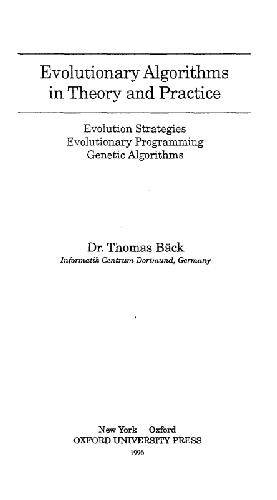 Evolutionary Algorithms
in Theory and Practice
Evolution Strategies
Evolutionary Programming
Genetic Algorithms
Dr. Thomas Bäck
Informatik Centrum Dortmund, Germany
New York Oxford
OXFORD UNIVERSITY PRESS
1996